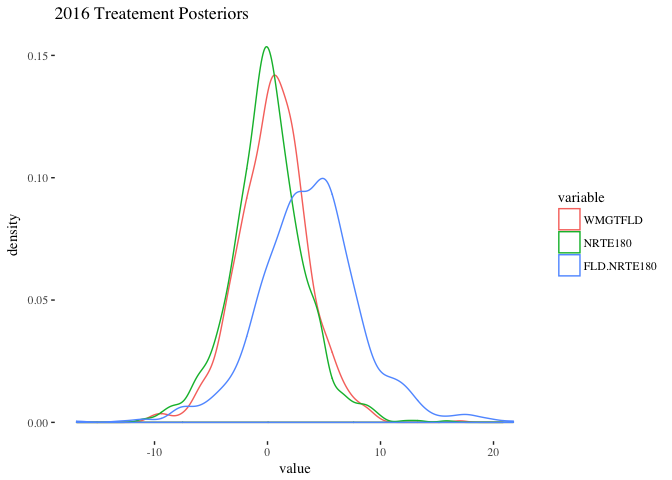 2016 Treatement Posteriors
0.15
0.10
0.05
0.00
density
-10
0
10
20
value
variable
WMGTFLD
NRTE180
FLD.NRTE180